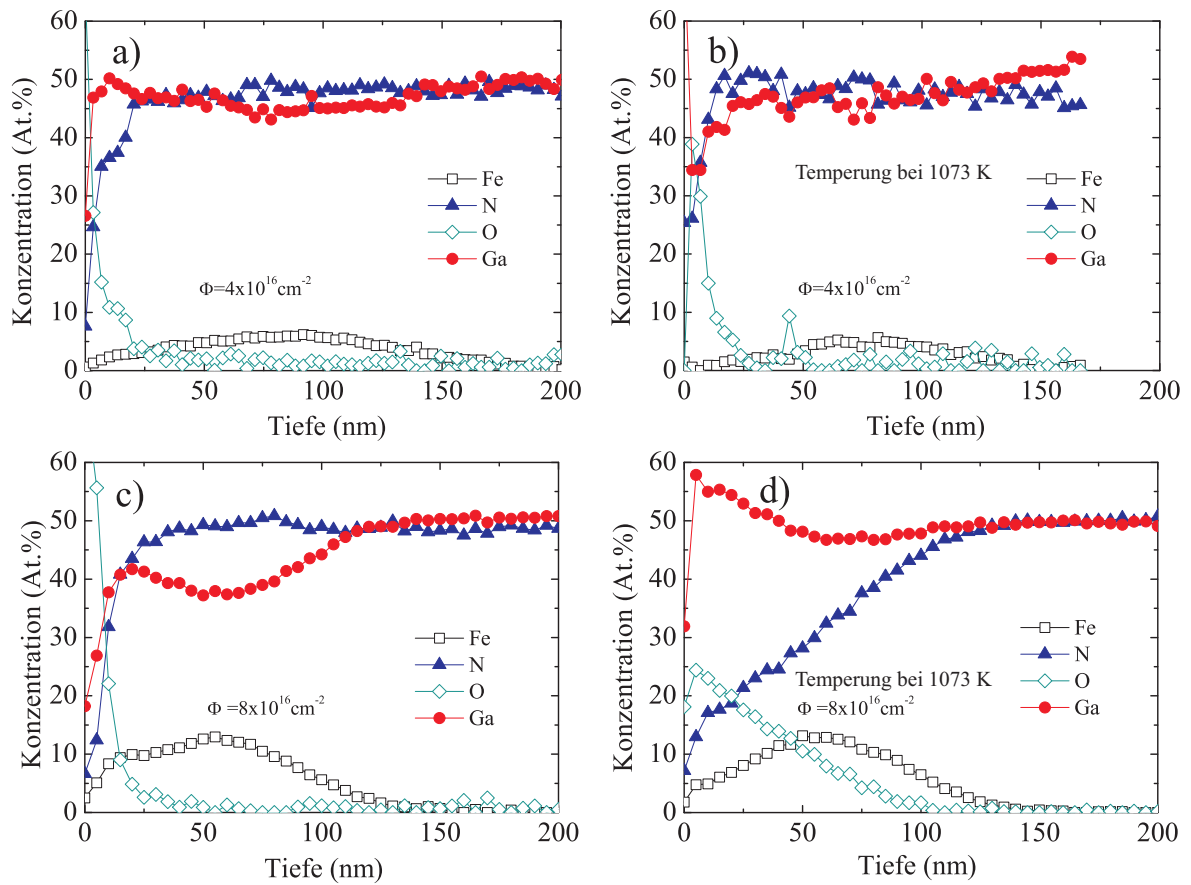 a)
60
50
40
30
20
10
0
Konzentration (At.%)
Fe
N
O
Ga
Φ=4x10¹⁶cm⁻²
0 50 100 150 200
Tiefe (nm)
b)
60
50
40
30
20
10
0
Konzentration (At.%)
Temperung bei 1073 K
Fe
N
O
Ga
Φ=4x10¹⁶cm⁻²
0 50 100 150 200
Tiefe (nm)
c)
60
50
40
30
20
10
0
Konzentration (At.%)
Fe
N
O
Ga
Φ =8x10¹⁶cm⁻²
0 50 100 150 200
Tiefe (nm)
d)
60
50
40
30
20
10
0
Konzentration (At.%)
Fe
N
O
Ga
Temperung bei 1073 K
Φ=8x10¹⁶cm⁻²
0 50 100 150 200
Tiefe (nm)